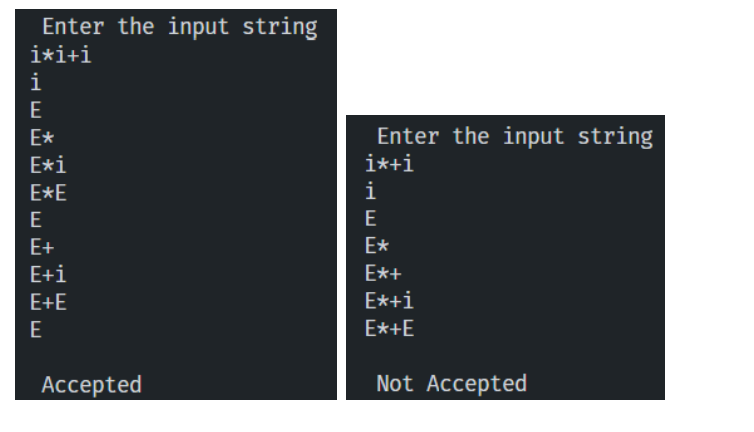 Enter the input string
i*i+i
i
E
E*
E*i
E*E
E
E+
E+i
E+E
E
Accepted
Enter the input string
i*+i
i
E
E*
E*+
E*+i
E*+E
Not Accepted